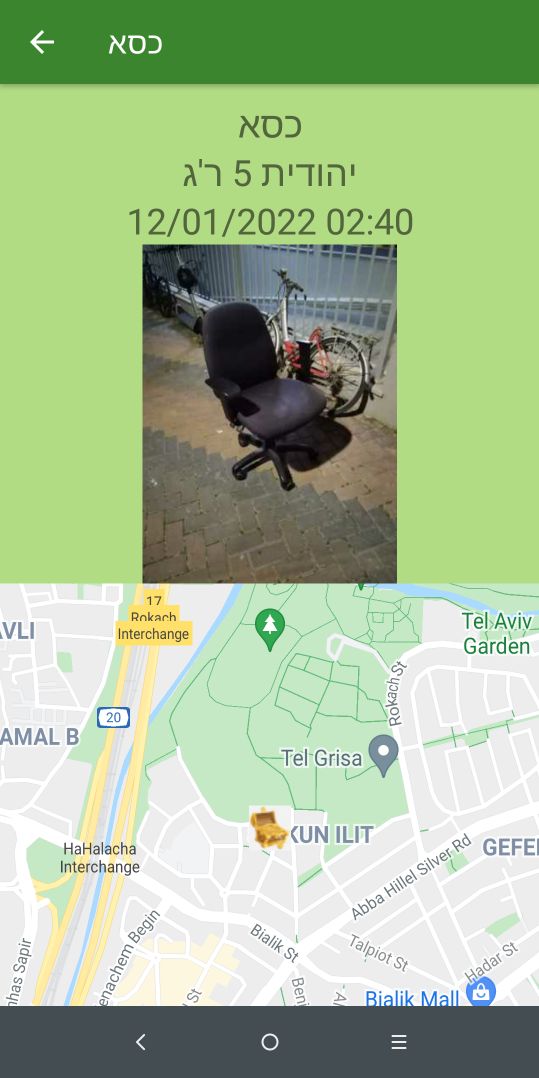 כסא
כסא
יהודית 5 ר'ג
12/01/2022 02:40
17
Rokach
Interchange
AVLI
Tel Aviv
Garden
20
Rokach St
AMAL B
Tel Grisa
KUN ILIT
HaHalacha
Interchange
GEFE
Abba Hillel Silver Rd
Bialik St
Talpiot St
Hadar St
enachem Begin
nhas Sapir
l St
Beni
Bialik Mall